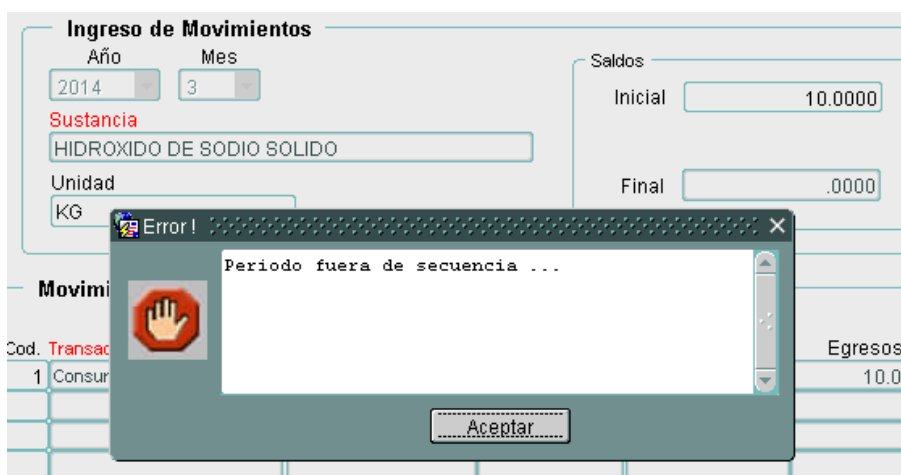 Ingreso de Movimientos
Año Mes
2014 3
Sustancia
HIDROXIDO DE SODIO SOLIDO
Unidad
KG
Saldos
Inicial 10.0000
Final .0000
Error !
Periodo fuera de secuencia ...
Aceptar
Movimi
Cod. Transac Egresos
1 Consur 10.0